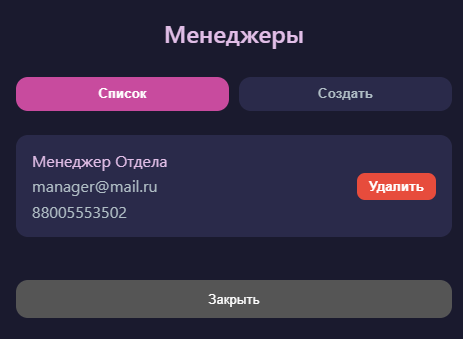 Менеджеры
Список Создать
Менеджер Отдела
manager@mail.ru
Удалить
88005553502
Закрыть